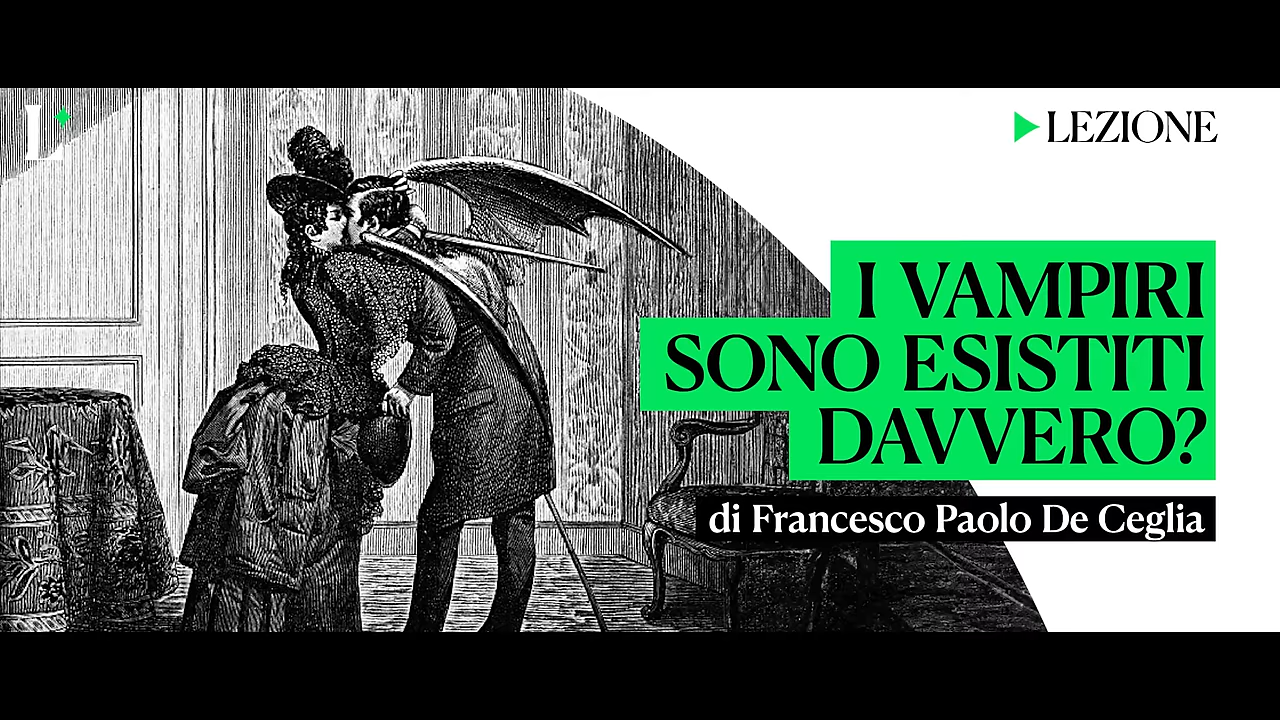 L
LEZIONE
I VAMPIRI
SONO ESISTITI
DAVVERO?
di Francesco Paolo De Ceglia